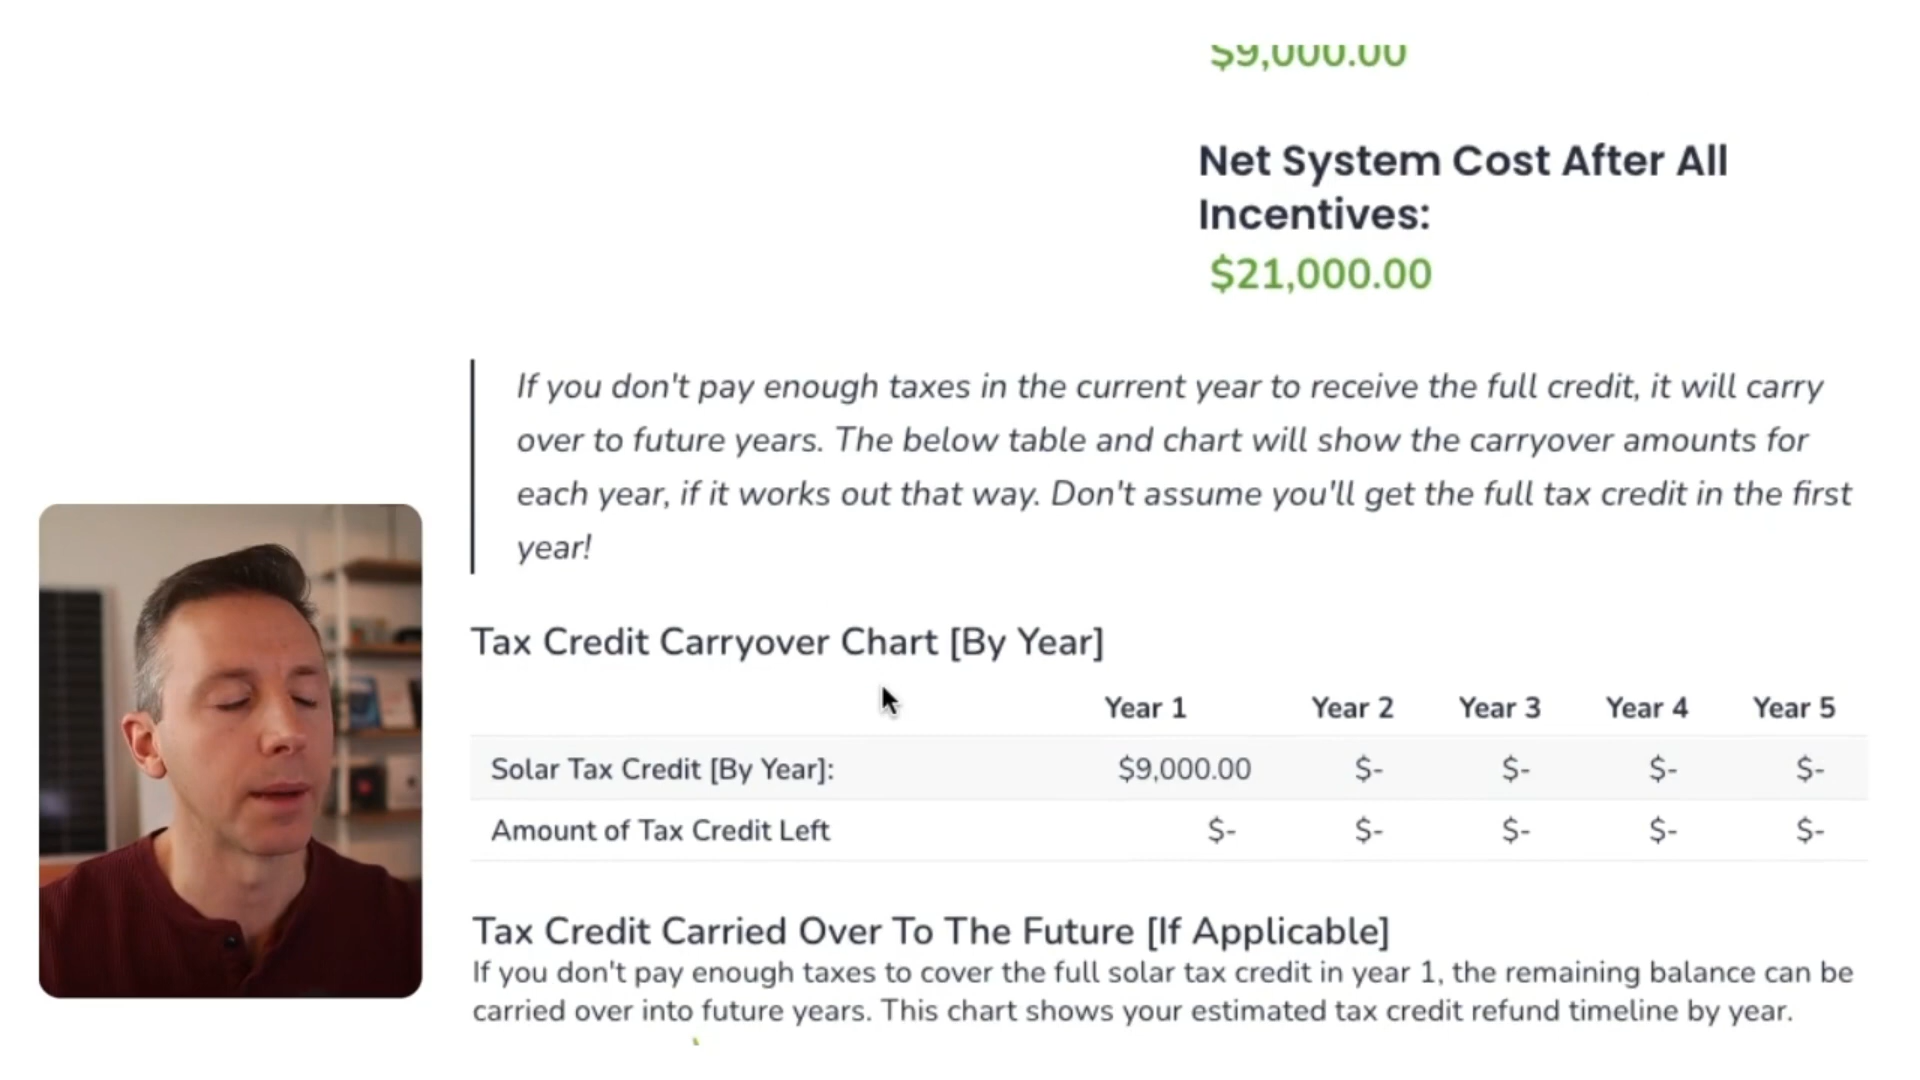 $9,000.00
Net System Cost After All
Incentives:
$21,000.00
If you don't pay enough taxes in the current year to receive the full credit, it will carry
over to future years. The below table and chart will show the carryover amounts for
each year, if it works out that way. Don't assume you'll get the full tax credit in the first
year!
Tax Credit Carryover Chart [By Year]
Year 1 Year 2 Year 3 Year 4 Year 5
Solar Tax Credit [By Year]: $9,000.00 $- $- $- $-
Amount of Tax Credit Left $- $- $- $- $-
Tax Credit Carried Over To The Future [If Applicable]
If you don't pay enough taxes to cover the full solar tax credit in year 1, the remaining balance can be
carried over into future years. This chart shows your estimated tax credit refund timeline by year.